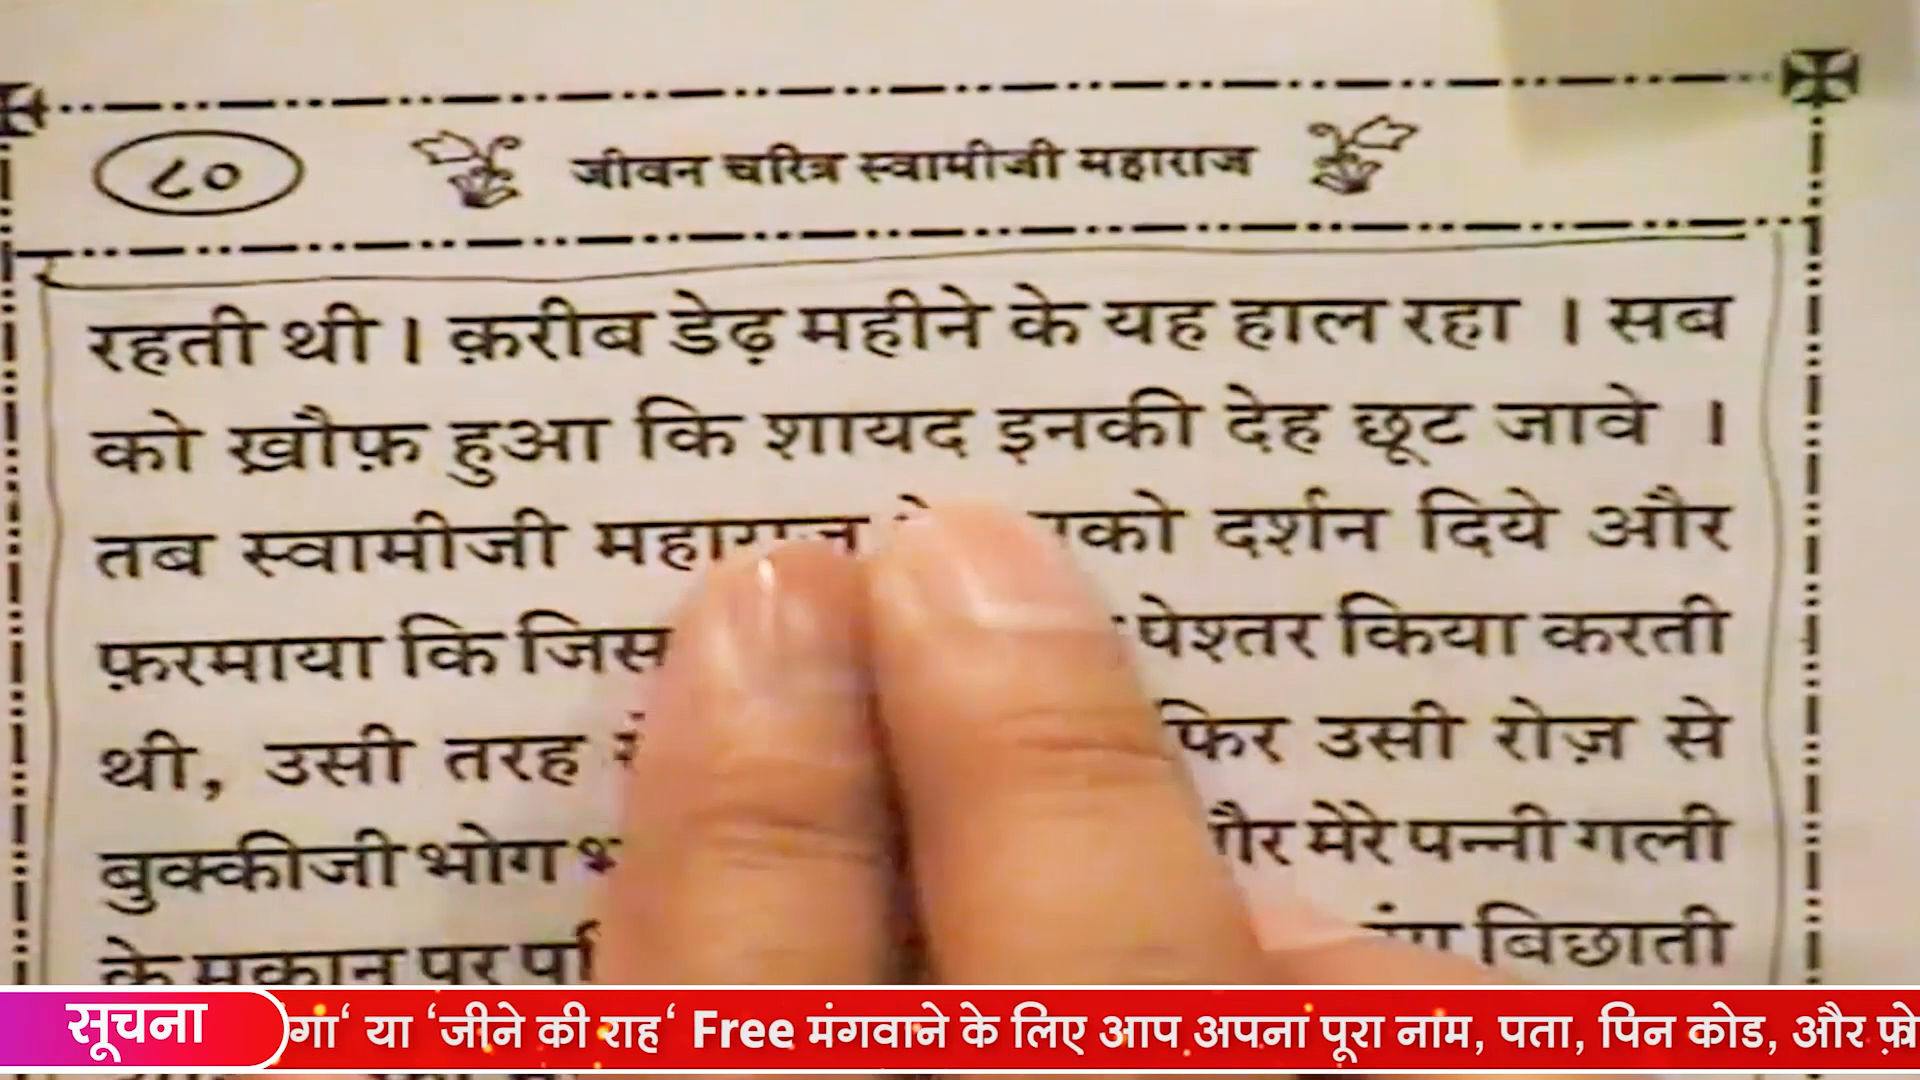 ८० जीवन चरित्र स्वामीजी महाराज
रहती थी । क़रीब डेढ़ महीने के यह हाल रहा । सब
को ख़ौफ़ हुआ कि शायद इनकी देह छूट जावे ।
तब स्वामीजी महाराज दर्शन दिये और
फ़रमाया कि जिस पेश्तर किया करती
थी, उसी तरह फिर उसी रोज़ से
बुक्कीजी भोग मेरे पन्नी गली
के मकान पर बिछाती
सूचना
या ‘जीने की राह‘ Free मंगवाने के लिए आप अपना पूरा नाम, पता, पिन कोड, और